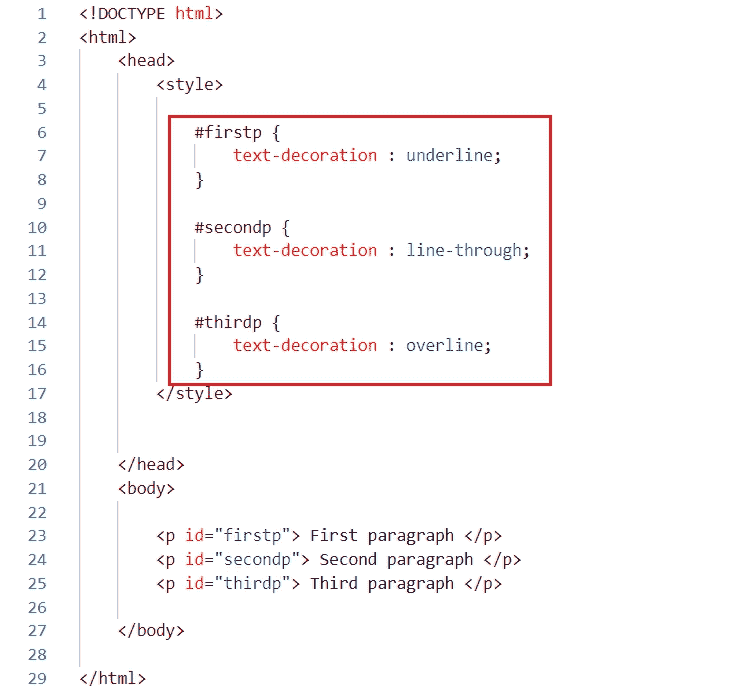 1 <!DOCTYPE html>
2 <html>
3 <head>
4 <style>
5
6 #firstp {
7 text-decoration : underline;
8 }
9
10 #secondp {
11 text-decoration : line-through;
12 }
13
14 #thirdp {
15 text-decoration : overline;
16 }
17 </style>
18
19
20 </head>
21 <body>
22
23 <p id="firstp"> First paragraph </p>
24 <p id="secondp"> Second paragraph </p>
25 <p id="thirdp"> Third paragraph </p>
26
27 </body>
28
29 </html>